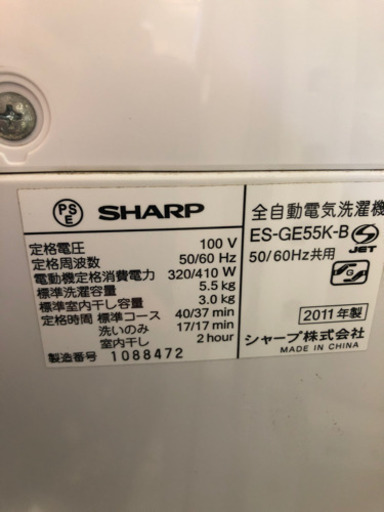 PS
E
SHARP
定格電圧 100 V
定格周波数 50/60 Hz
電動機定格消費電力 320/410 W
標準洗濯容量 5.5 kg
標準室内干し容量 3.0 kg
定格時間 標準コース 40/37 min
洗いのみ 17/17 min
室内干し 2 hour
製造番号 1088472
全自動電気洗濯機
ES-GE55K-B
JET
50/60Hz共用
2011年製
シャープ株式会社
MADE IN CHINA